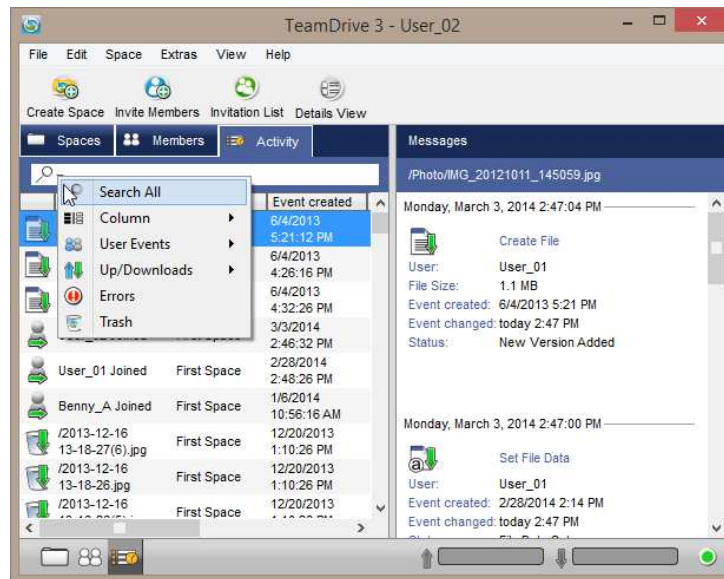 TeamDrive 3 - User_02
File Edit Space Extras View Help
Create Space Invite Members Invitation List Details View
Spaces Members Activity
Search All
Column
User Events
Up/Downloads
Errors
Trash
Event created
6/4/2013
5:21:12 PM
6/4/2013
4:26:16 PM
6/4/2013
4:32:26 PM
3/3/2014
2:46:32 PM
User_01 Joined First Space 2/28/2014
2:48:26 PM
Benny_A Joined First Space 1/6/2014
10:56:16 AM
/2013-12-16
13-18-27(6).jpg First Space 12/20/2013
1:10:26 PM
/2013-12-16
13-18-26.jpg First Space 12/20/2013
1:10:26 PM
/2013-12-16
First Space 12/20/2013
Messages
/Photo/IMG_20121011_145059.jpg
Monday, March 3, 2014 2:47:04 PM
Create File
User: User_01
File Size: 1.1 MB
Event created: 6/4/2013 5:21 PM
Event changed: today 2:47 PM
Status: New Version Added
Monday, March 3, 2014 2:47:00 PM
Set File Data
User: User_01
Event created: 2/28/2014 2:14 PM
Event changed: today 2:47 PM